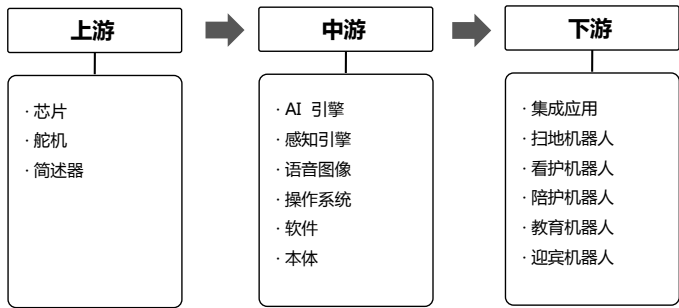 上游
· 芯片
· 舵机
· 简述器
中游
· AI 引擎
· 感知引擎
· 语音图像
· 操作系统
· 软件
· 本体
下游
· 集成应用
· 扫地机器人
· 看护机器人
· 陪护机器人
· 教育机器人
· 迎宾机器人